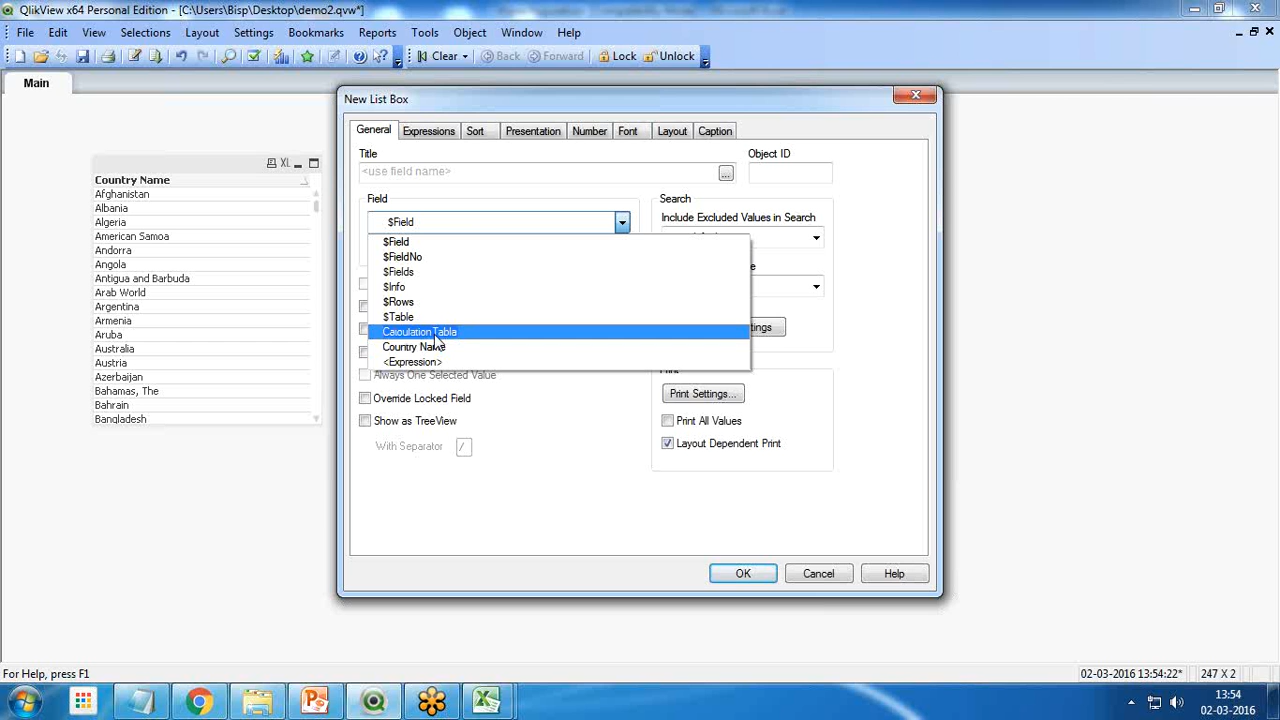 QlikView x64 Personal Edition - [C:\Users\Bisp\Desktop\demo2.qvw*]
File Edit View Selections Layout Settings Bookmarks Reports Tools Object Window Help
Clear Back Forward Lock Unlock
Main
New List Box
General Expressions Sort Presentation Number Font Layout Caption
Title Object ID
<use field name> ...
XL
Country Name
Afghanistan
Albania
Algeria
American Samoa
Andorra
Angola
Antigua and Barbuda
Arab World
Argentina
Armenia
Aruba
Australia
Austria
Azerbaijan
Bahamas, The
Bahrain
Bangladesh
Field
$Field
$Field
$FieldNo
$Fields
$Info
$Rows
$Table
CalculationTabla
Country Name
<Expression>
Always One Selected Value
Override Locked Field
Show as TreeView
With Separator /
Search
Include Excluded Values in Search
Print Settings...
Print All Values
Layout Dependent Print
OK Cancel Help
For Help, press F1
02-03-2016 13:54:22* 247 X 2
13:54
02-03-2016